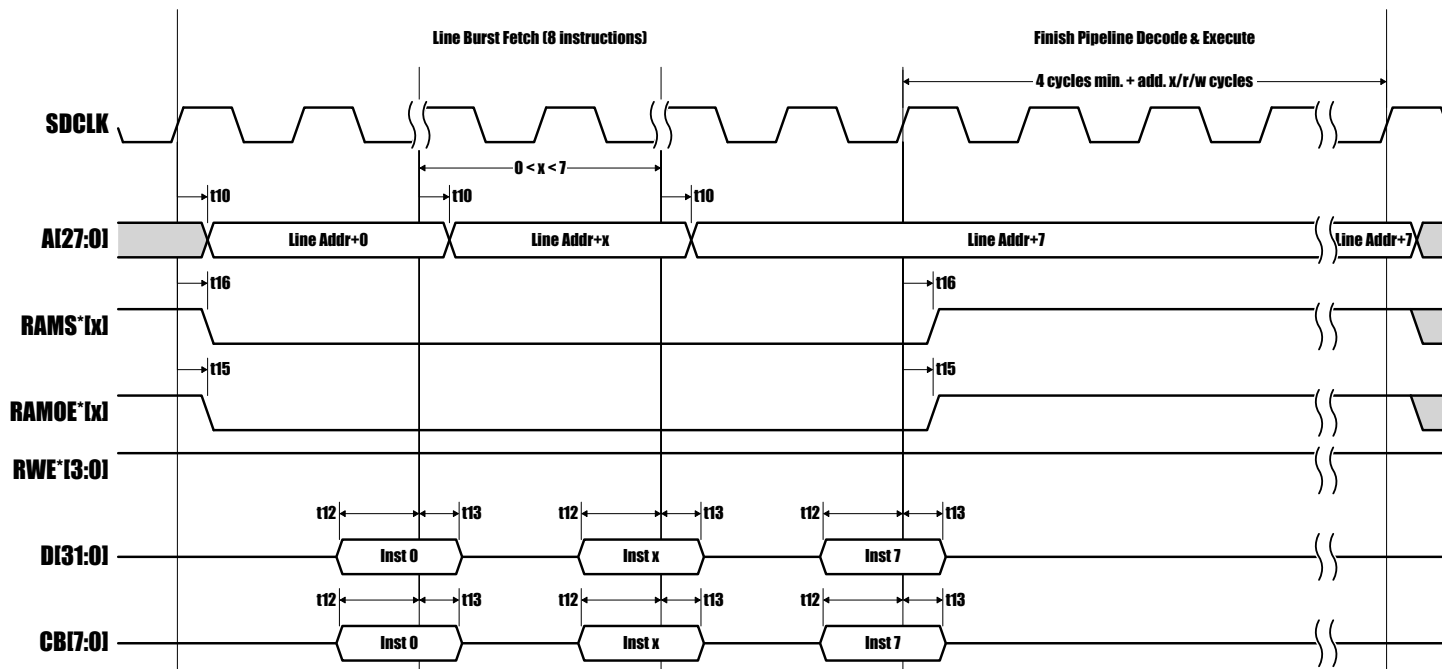 Line Burst Fetch (8 instructions) Finish Pipeline Decode & Execute
4 cycles min. + add. x/r/w cycles
SDCLK
0 < x < 7
t10 t10 t10
A[27:0] Line Addr+0 Line Addr+x Line Addr+7 Line Addr+7
t16 t16
RAMS*[x]
t15 t15
RAMOE*[x]
RWE*[3:0]
t12 t13 t12 t13 t12 t13
D[31:0] Inst 0 Inst x Inst 7
t12 t13 t12 t13 t12 t13
CB[7:0] Inst 0 Inst x Inst 7